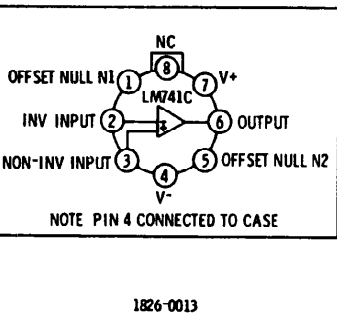 NC
OFFSET NULL N1 1 8 7 V+
LM741C
INV INPUT 2 6 OUTPUT
NON-INV INPUT 3 5 OFFSET NULL N2
4
V-
NOTE PIN 4 CONNECTED TO CASE
1826-0013